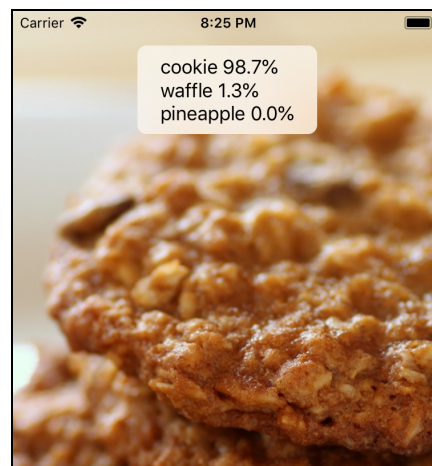 Carrier 8:25 PM
cookie 98.7%
waffle 1.3%
pineapple 0.0%